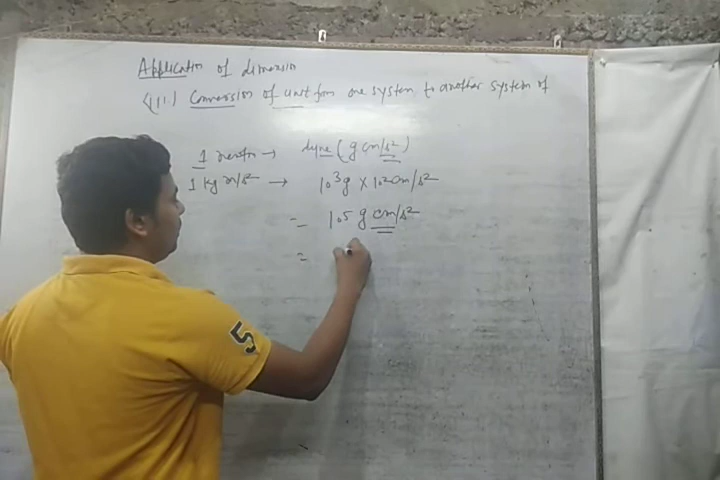 Application of dimension
(iii) Conversion of unit from one system to another system of
1 newton → dyne (g cm/s²)
1 kg m/s² → 10³g × 10²cm/s²
= 10⁵ g cm/s²
=
5